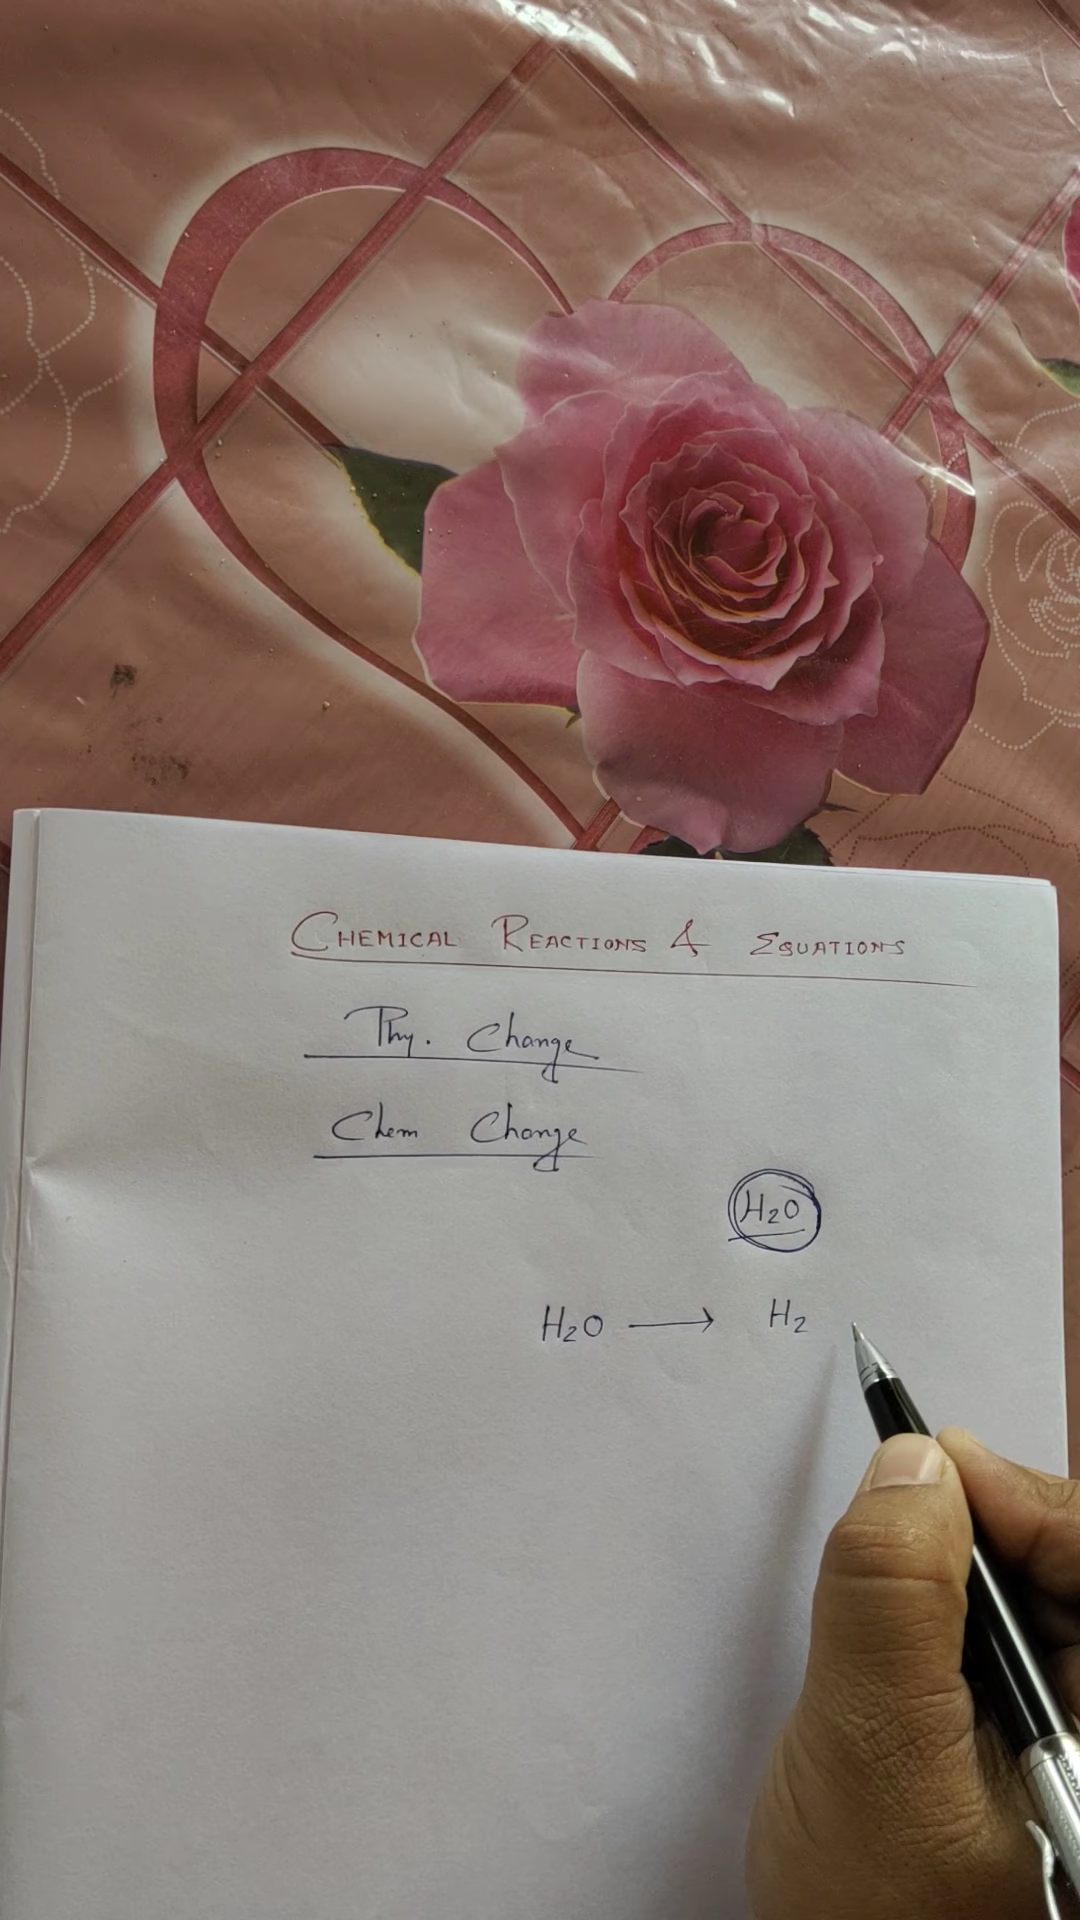 CHEMICAL REACTIONS & EQUATIONS
Phy. Change
Chem Change
H₂O
H₂O ⟶ H₂